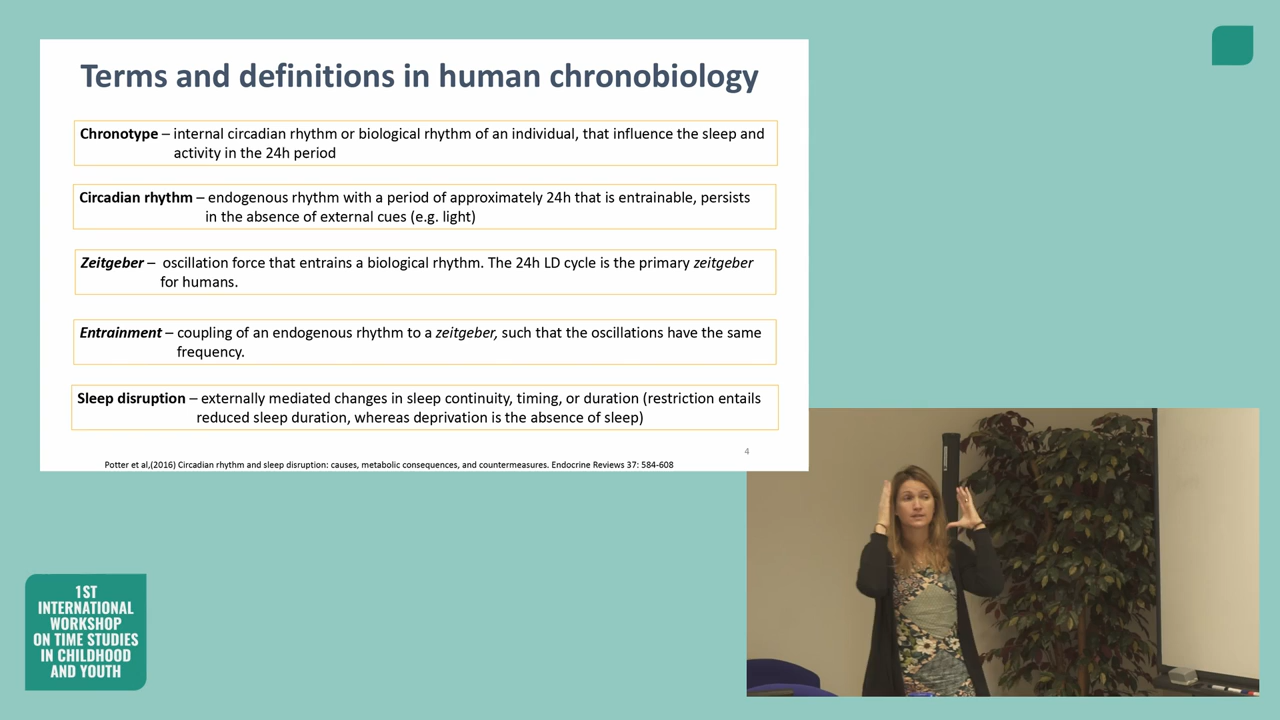 Terms and definitions in human chronobiology
Chronotype – internal circadian rhythm or biological rhythm of an individual, that influence the sleep and
activity in the 24h period
Circadian rhythm – endogenous rhythm with a period of approximately 24h that is entrainable, persists
in the absence of external cues (e.g. light)
Zeitgeber – oscillation force that entrains a biological rhythm. The 24h LD cycle is the primary zeitgeber
for humans.
Entrainment – coupling of an endogenous rhythm to a zeitgeber, such that the oscillations have the same
frequency.
Sleep disruption – externally mediated changes in sleep continuity, timing, or duration (restriction entails
reduced sleep duration, whereas deprivation is the absence of sleep)
4
Potter et al,(2016) Circadian rhythm and sleep disruption: causes, metabolic consequences, and countermeasures. Endocrine Reviews 37: 584-608
1ST
INTERNATIONAL
WORKSHOP
ON TIME STUDIES
IN CHILDHOOD
AND YOUTH